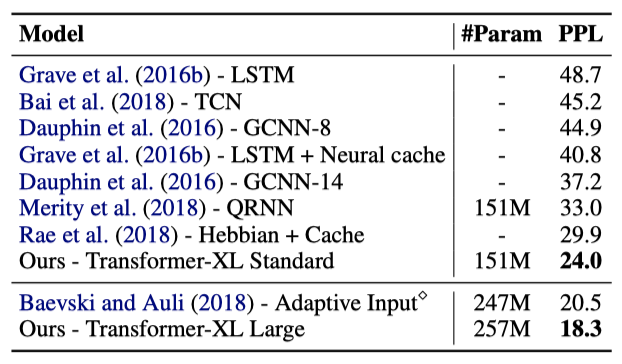 Model #Param PPL
Grave et al. (2016b) - LSTM - 48.7
Bai et al. (2018) - TCN - 45.2
Dauphin et al. (2016) - GCNN-8 - 44.9
Grave et al. (2016b) - LSTM + Neural cache - 40.8
Dauphin et al. (2016) - GCNN-14 - 37.2
Merity et al. (2018) - QRNN 151M 33.0
Rae et al. (2018) - Hebbian + Cache - 29.9
Ours - Transformer-XL Standard 151M 24.0
Baevski and Auli (2018) - Adaptive Input◇ 247M 20.5
Ours - Transformer-XL Large 257M 18.3